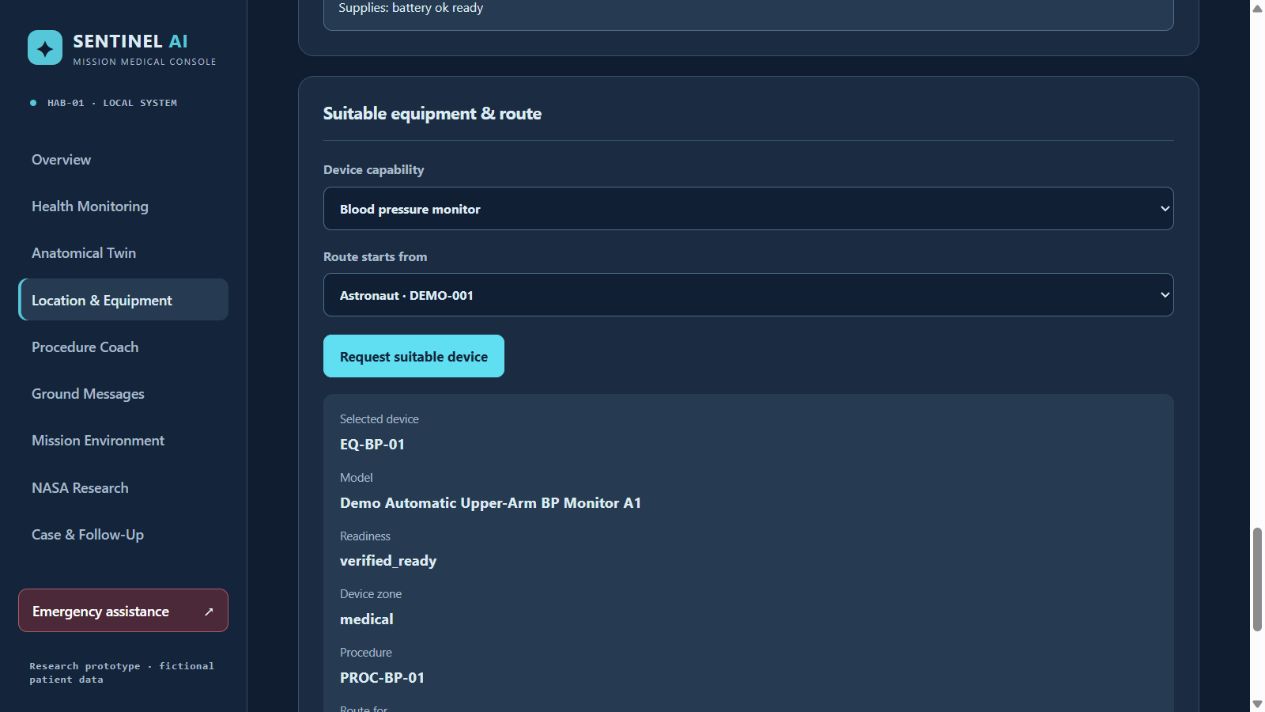 SENTINEL AI
MISSION MEDICAL CONSOLE
HAB-01 · LOCAL SYSTEM
Overview
Health Monitoring
Anatomical Twin
Location & Equipment
Procedure Coach
Ground Messages
Mission Environment
NASA Research
Case & Follow-Up
Emergency assistance ↗
Research prototype · fictional
patient data
Supplies: battery ok ready
Suitable equipment & route
Device capability
Blood pressure monitor
Route starts from
Astronaut · DEMO-001
Request suitable device
Selected device
EQ-BP-01
Model
Demo Automatic Upper-Arm BP Monitor A1
Readiness
verified_ready
Device zone
medical
Procedure
PROC-BP-01
Route for